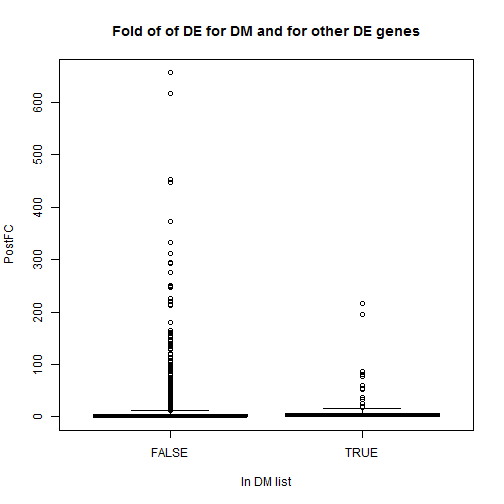 Fold of of DE for DM and for other DE genes
600
500
400
300
200
100
0
PostFC
FALSE
TRUE
In DM list